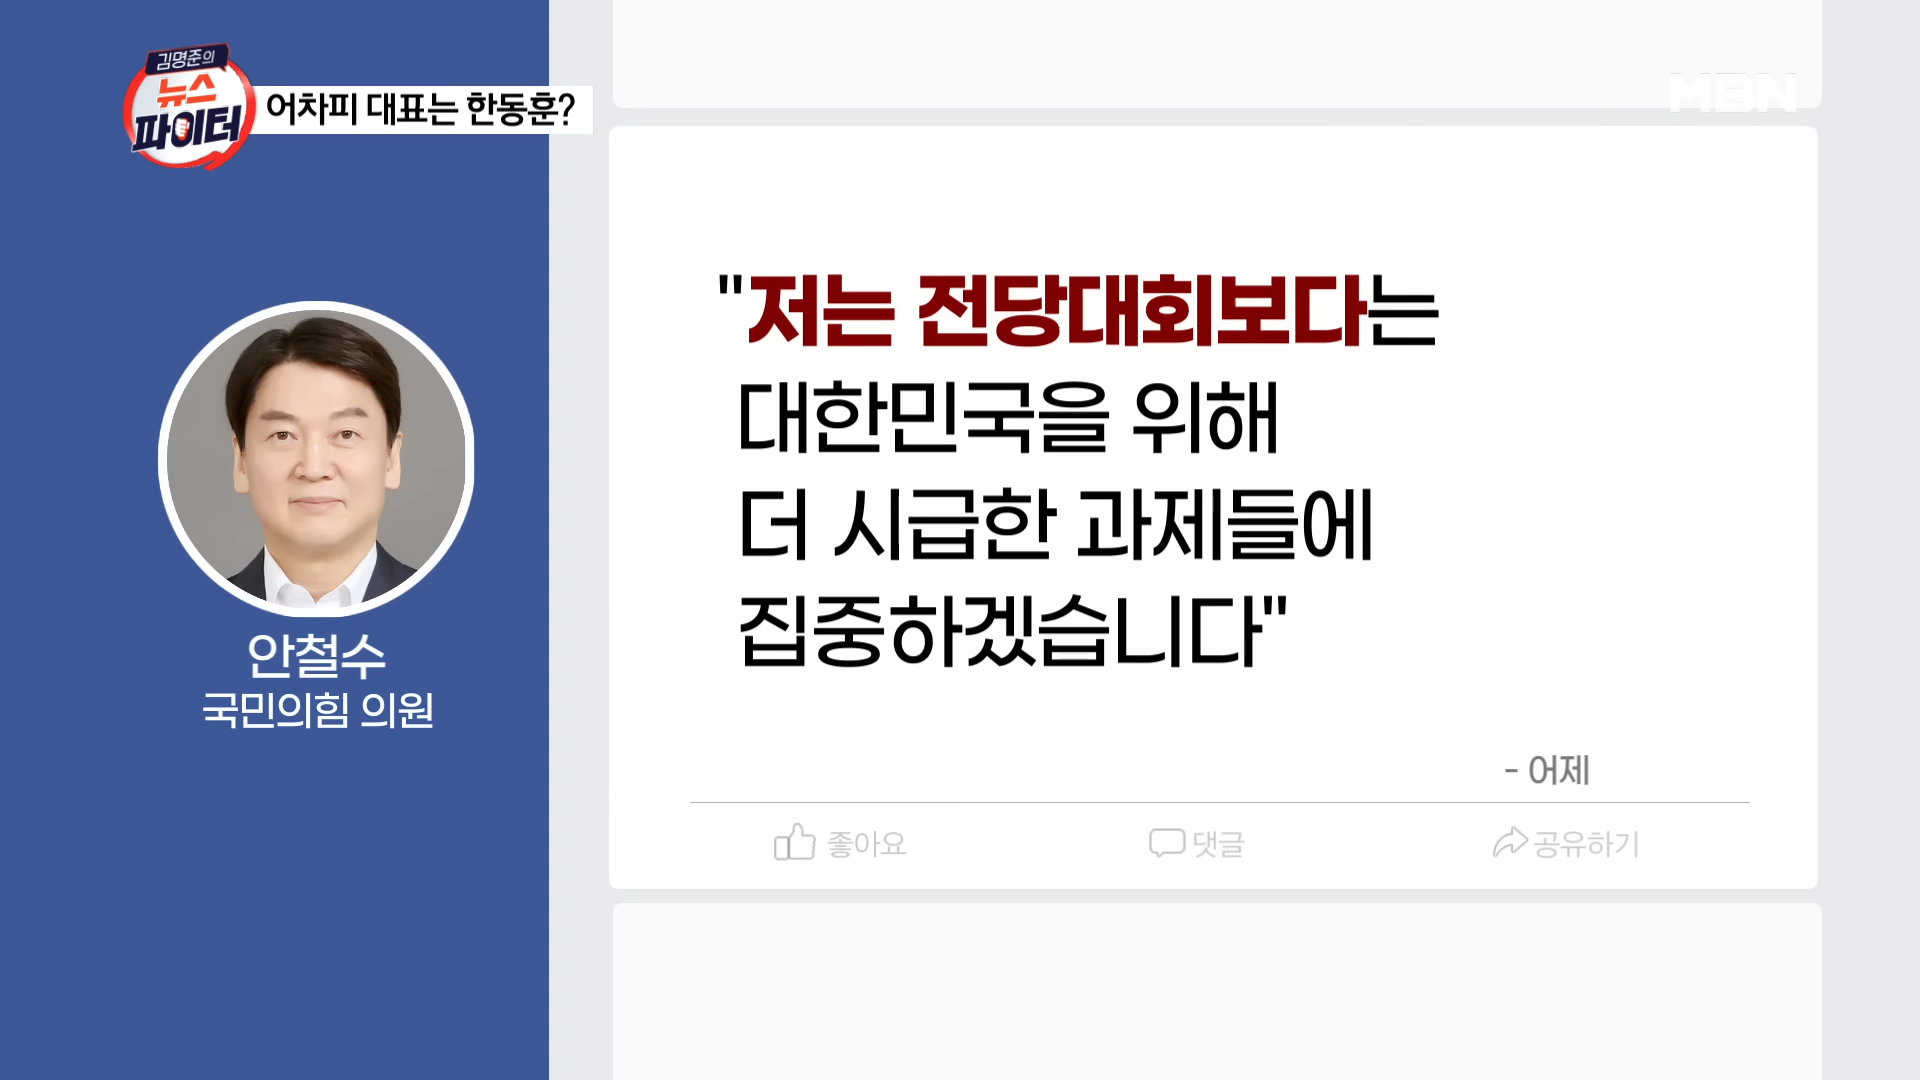 김명준의
뉴스
파이터
어차피 대표는 한동훈?
MBN
"저는 전당대회보다는
대한민국을 위해
더 시급한 과제들에
집중하겠습니다"
- 어제
좋아요 댓글 공유하기
안철수
국민의힘 의원